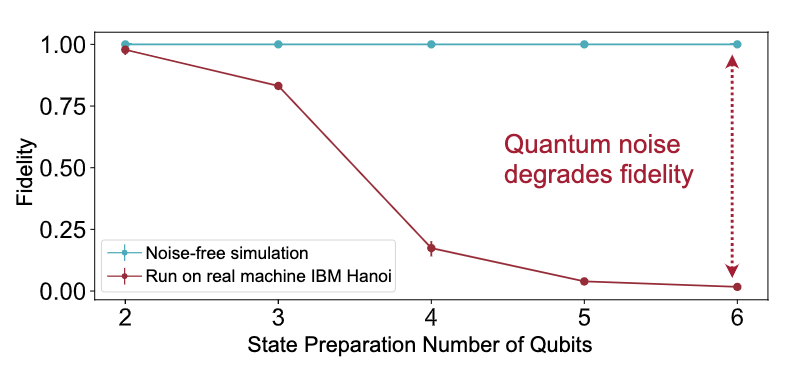 1.00
0.75
0.50
0.25
0.00
Fidelity
Quantum noise
degrades fidelity
Noise-free simulation
Run on real machine IBM Hanoi
2 3 4 5 6
State Preparation Number of Qubits